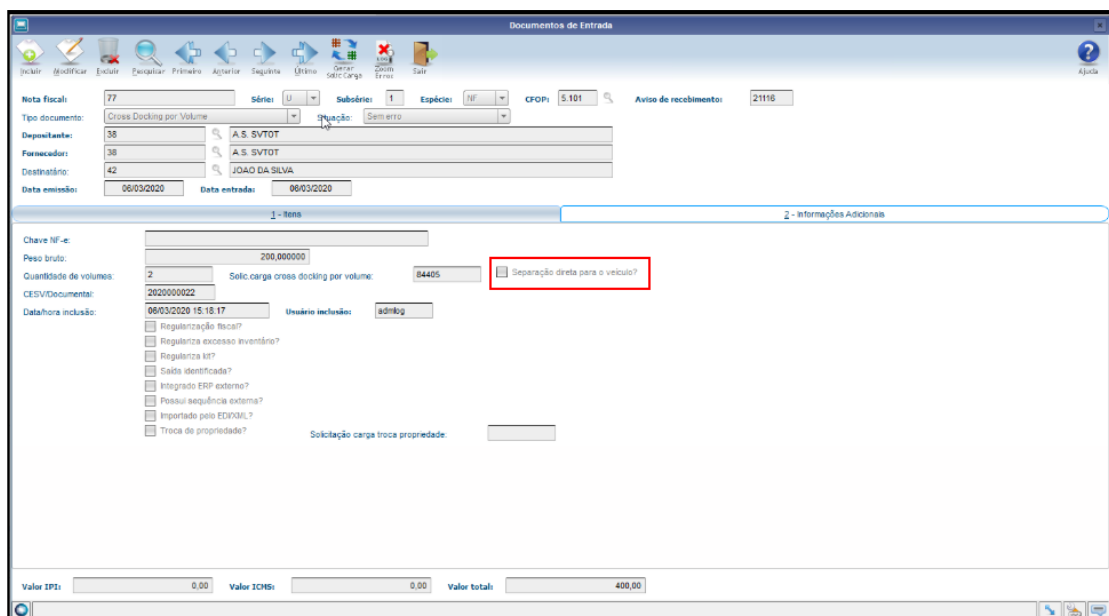 Documentos de Entrada
Incluir Modificar Excluir Pesquisar Primeiro Anterior Seguinte Último Gerar Solic Carga Zoom Erros Sair Ajuda
Nota fiscal: 77 Série: U Subsérie: 1 Espécie: NF CFOP: 5.101 Aviso de recebimento: 21116
Tipo documento: Cross Docking por Volume Situação: Sem erro
Depositante: 38 A.S. SVTOT
Fornecedor: 38 A.S. SVTOT
Destinatário: 42 JOAO DA SILVA
Data emissão: 06/03/2020 Data entrada: 06/03/2020
1 - Itens 2 - Informações Adicionais
Chave NF-e:
Peso bruto: 200,000000
Quantidade de volumes: 2 Solic.carga cross docking por volume: 84405 Separação direta para o veículo?
CESV/Documental: 2020000022
Data/hora inclusão: 06/03/2020 15:18:17 Usuário inclusão: admlog
Regularização fiscal?
Regulariza excesso inventário?
Regulariza kit?
Saída identificada?
Integrado ERP externo?
Possui sequência externa?
Importado pelo EDI/XML?
Troca de propriedade? Solicitação carga troca propriedade:
Valor IPI: 0,00 Valor ICMS: 0,00 Valor total: 400,00